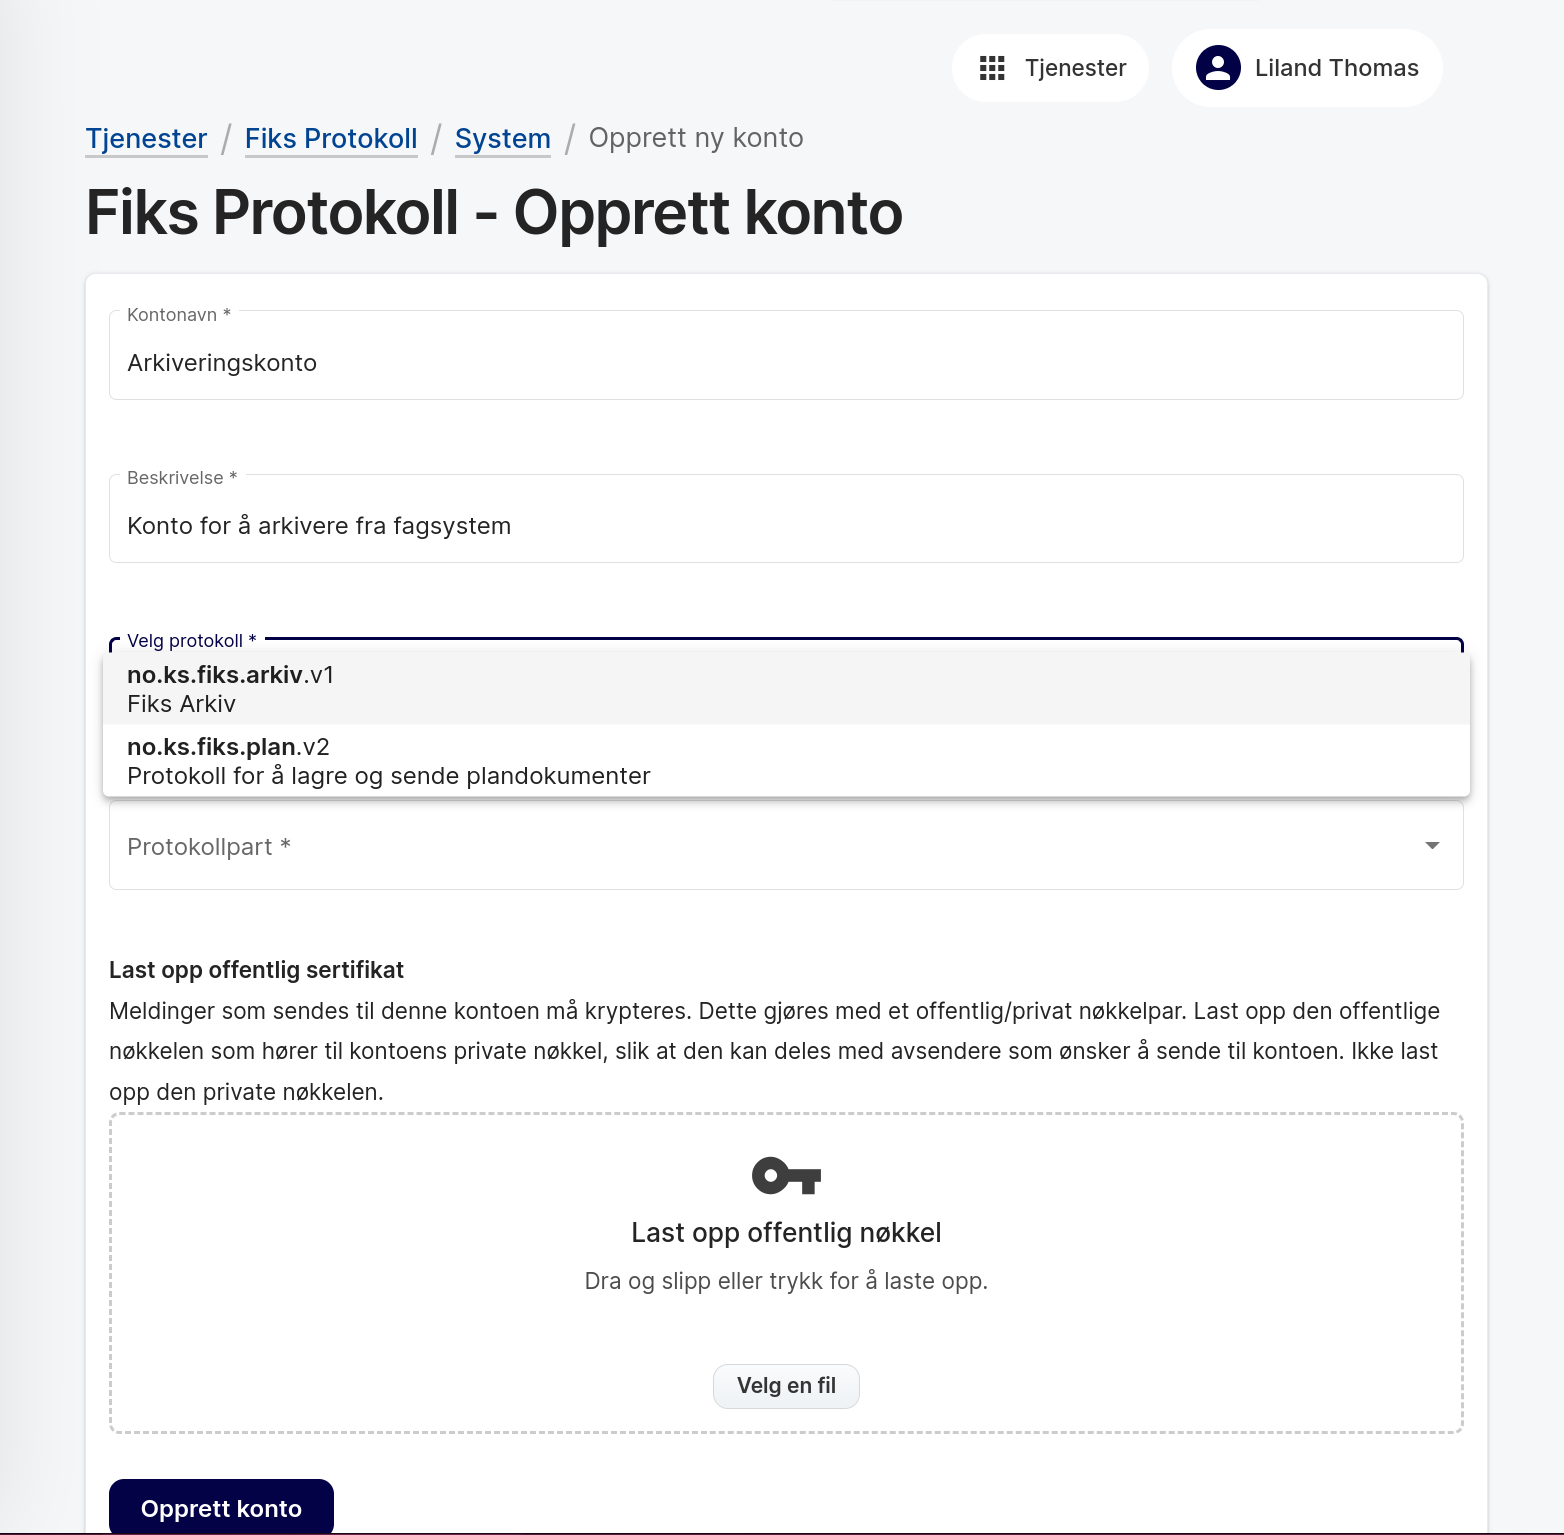 Tjenester
Liland Thomas
Tjenester / Fiks Protokoll / System / Opprett ny konto
Fiks Protokoll - Opprett konto
Kontonavn *
Arkiveringskonto
Beskrivelse *
Konto for å arkivere fra fagsystem
Velg protokoll *
no.ks.fiks.arkiv.v1
Fiks Arkiv
no.ks.fiks.plan.v2
Protokoll for å lagre og sende plandokumenter
Protokollpart *
Last opp offentlig sertifikat
Meldinger som sendes til denne kontoen må krypteres. Dette gjøres med et offentlig/privat nøkkelpar. Last opp den offentlige
nøkkelen som hører til kontoens private nøkkel, slik at den kan deles med avsendere som ønsker å sende til kontoen. Ikke last
opp den private nøkkelen.
Last opp offentlig nøkkel
Dra og slipp eller trykk for å laste opp.
Velg en fil
Opprett konto